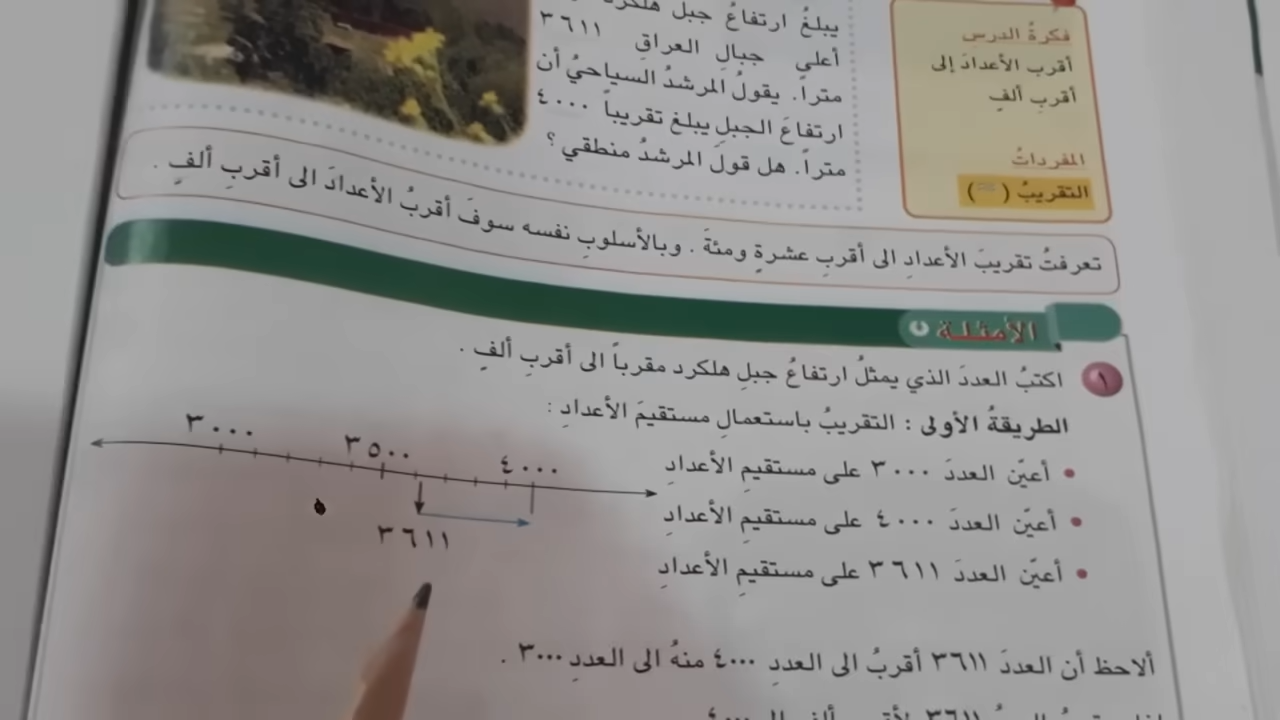 فكرةُ الدرسِ
أقرب الأعدادَ إلى
أقربِ ألفٍ
المفرداتُ
التقريبُ (≈)
يبلغُ ارتفاعُ جبل هلكرد
أعلى جبالِ العراقِ ٣٦١١
متراً. يقولُ المرشدُ السياحيُ أن
ارتفاعَ الجبلِ يبلغ تقريباً ٤٠٠٠
متراً. هل قولَ المرشدُ منطقي؟
تعرفتُ تقريبَ الأعدادِ الى أقربِ عشرةٍ ومئةَ . وبالأسلوبِ نفسه سوفَ أقربُ الأعدادَ الى أقربِ ألفٍ .
الأمثلة
١ اكتبُ العددَ الذي يمثلُ ارتفاعُ جبلِ هلكرد مقرباً الى أقربِ ألفٍ .
الطريقةُ الأولى : التقريبُ باستعمالِ مستقيمَ الأعدادِ :
• أعيّن العددَ ٣٠٠٠ على مستقيمِ الأعدادِ
• أعيّن العددَ ٤٠٠٠ على مستقيمِ الأعدادِ
• أعيّن العددَ ٣٦١١ على مستقيمِ الأعدادِ
٣٠٠٠ ٣٥٠٠ ٤٠٠٠
٣٦١١
ألاحظ أن العددَ ٣٦١١ أقربُ الى العددِ ٤٠٠٠ منهُ الى العددِ ٣٠٠٠ .